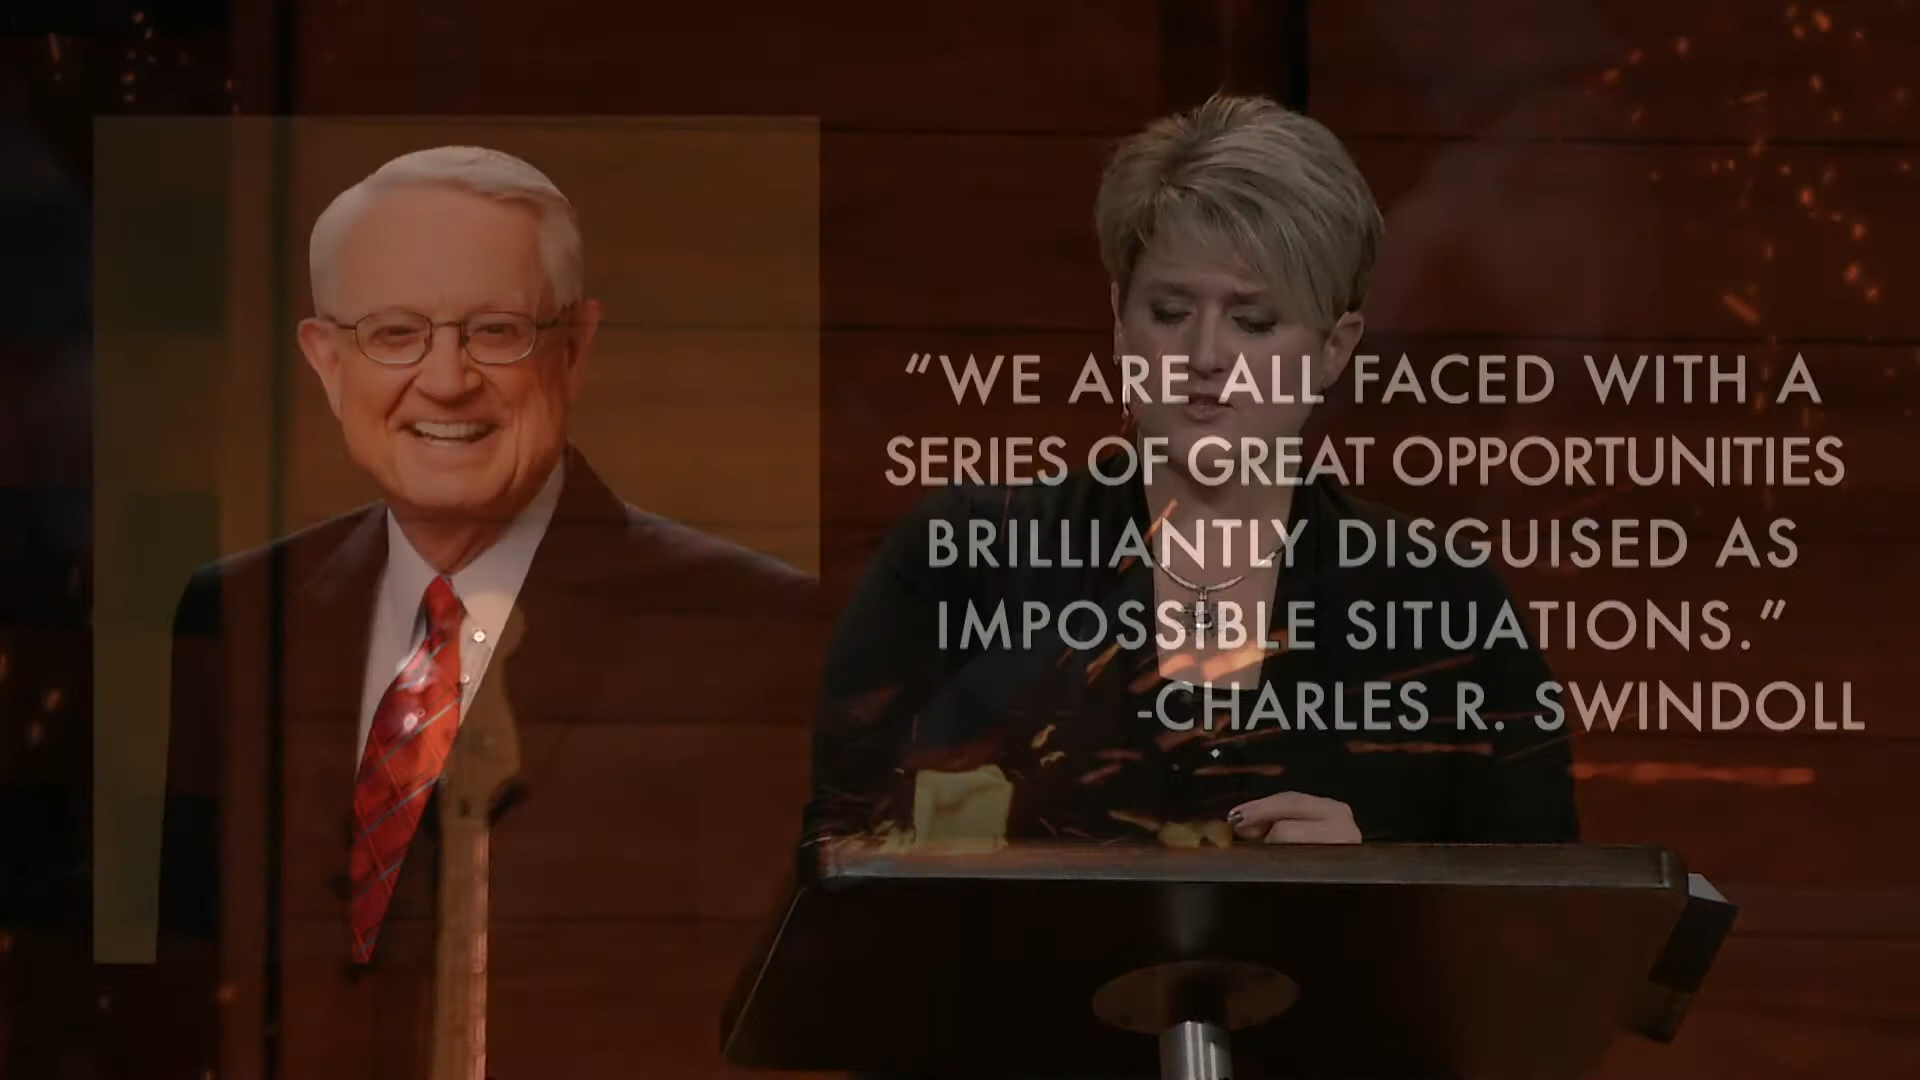 “WE ARE ALL FACED WITH A
SERIES OF GREAT OPPORTUNITIES
BRILLIANTLY DISGUISED AS
IMPOSSIBLE SITUATIONS.”
-CHARLES R. SWINDOLL